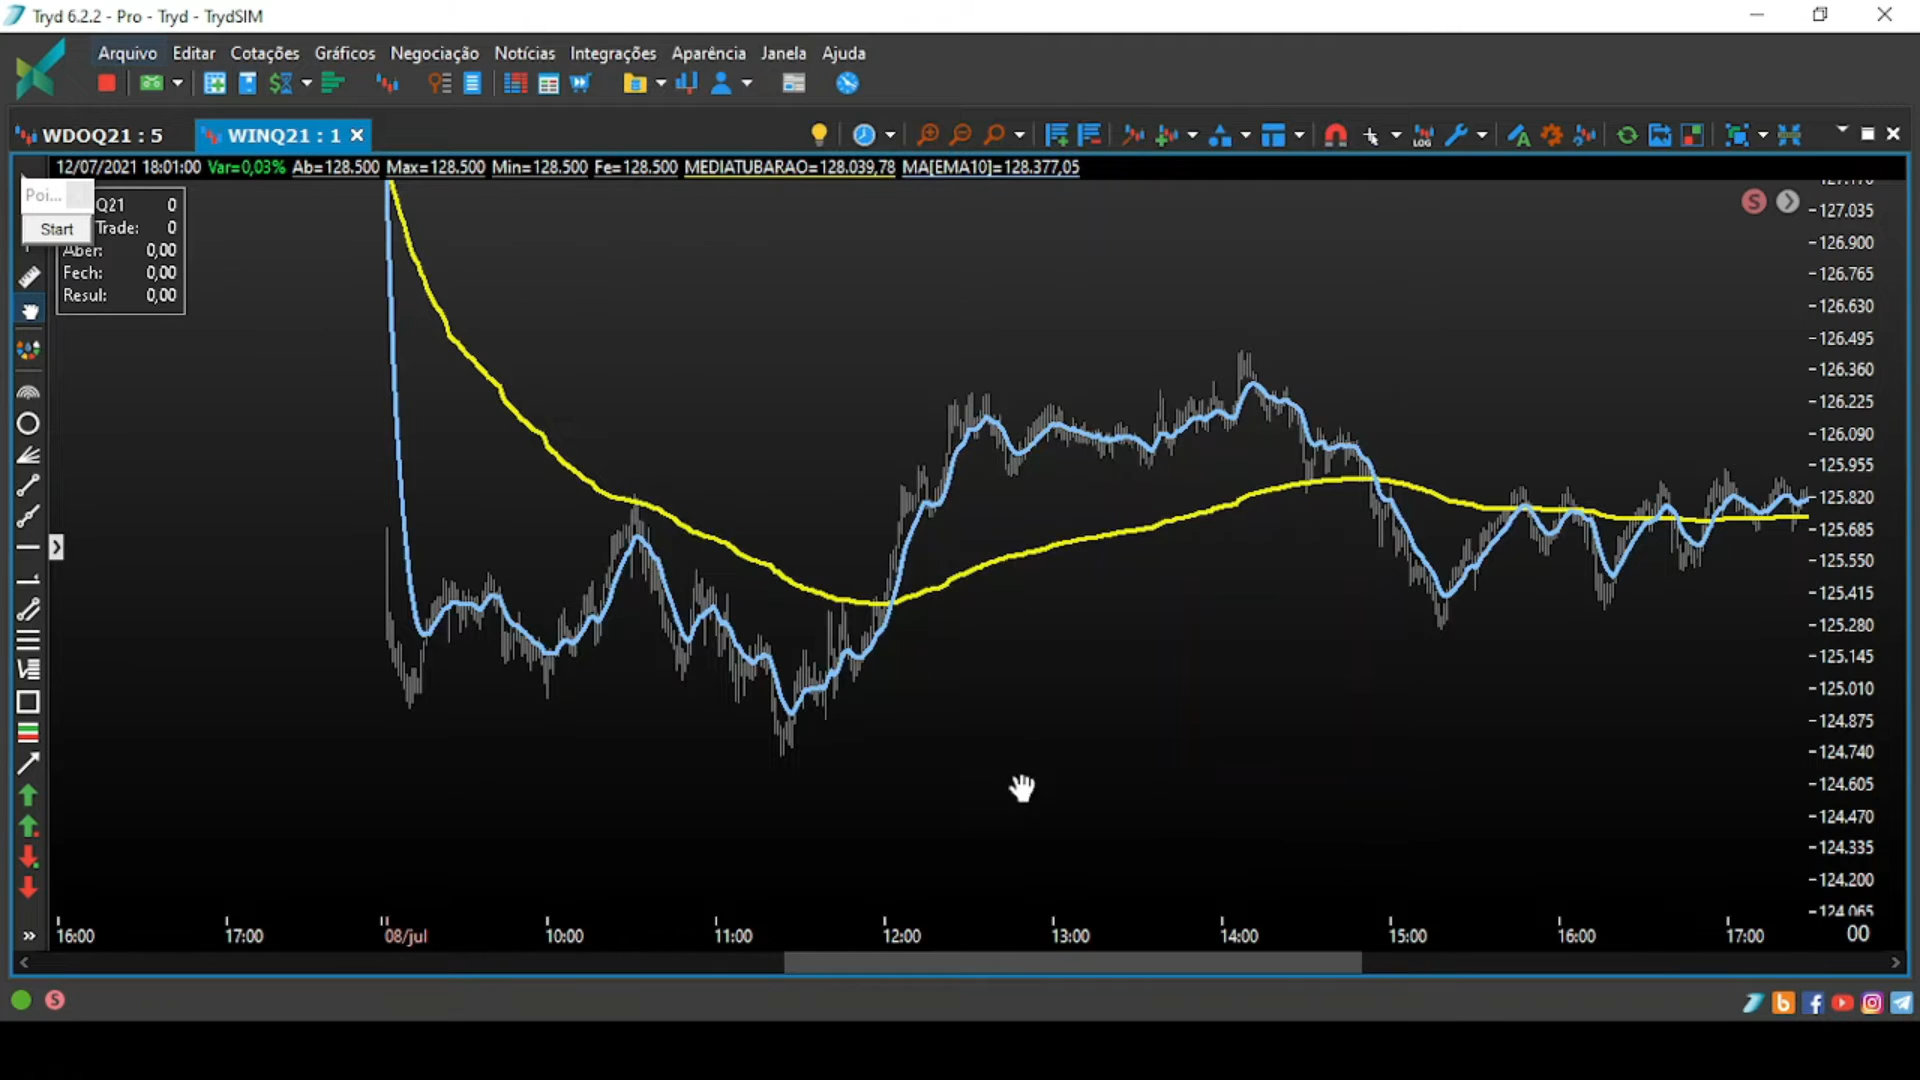 Tryd 6.2.2 - Pro - Tryd - TrydSIM
Arquivo Editar Cotações Gráficos Negociação Notícias Integrações Aparência Janela Ajuda
WDOQ21 : 5 WINQ21 : 1
LOG
12/07/2021 18:01:00 Var=0,03% Ab=128.500 Max=128.500 Min=128.500 Fe=128.500 MEDIATUBARAO=128.039,78 MA[EMA10]=128.377,05
Poi...
Start
Q21 0
Trade: 0
Aber: 0,00
Fech: 0,00
Resul: 0,00
S
127.170
127.035
126.900
126.765
126.630
126.495
126.360
126.225
126.090
125.955
125.820
125.685
125.550
125.415
125.280
125.145
125.010
124.875
124.740
124.605
124.470
124.335
124.200
124.065
16:00 17:00 08/jul 10:00 11:00 12:00 13:00 14:00 15:00 16:00 17:00 00
S